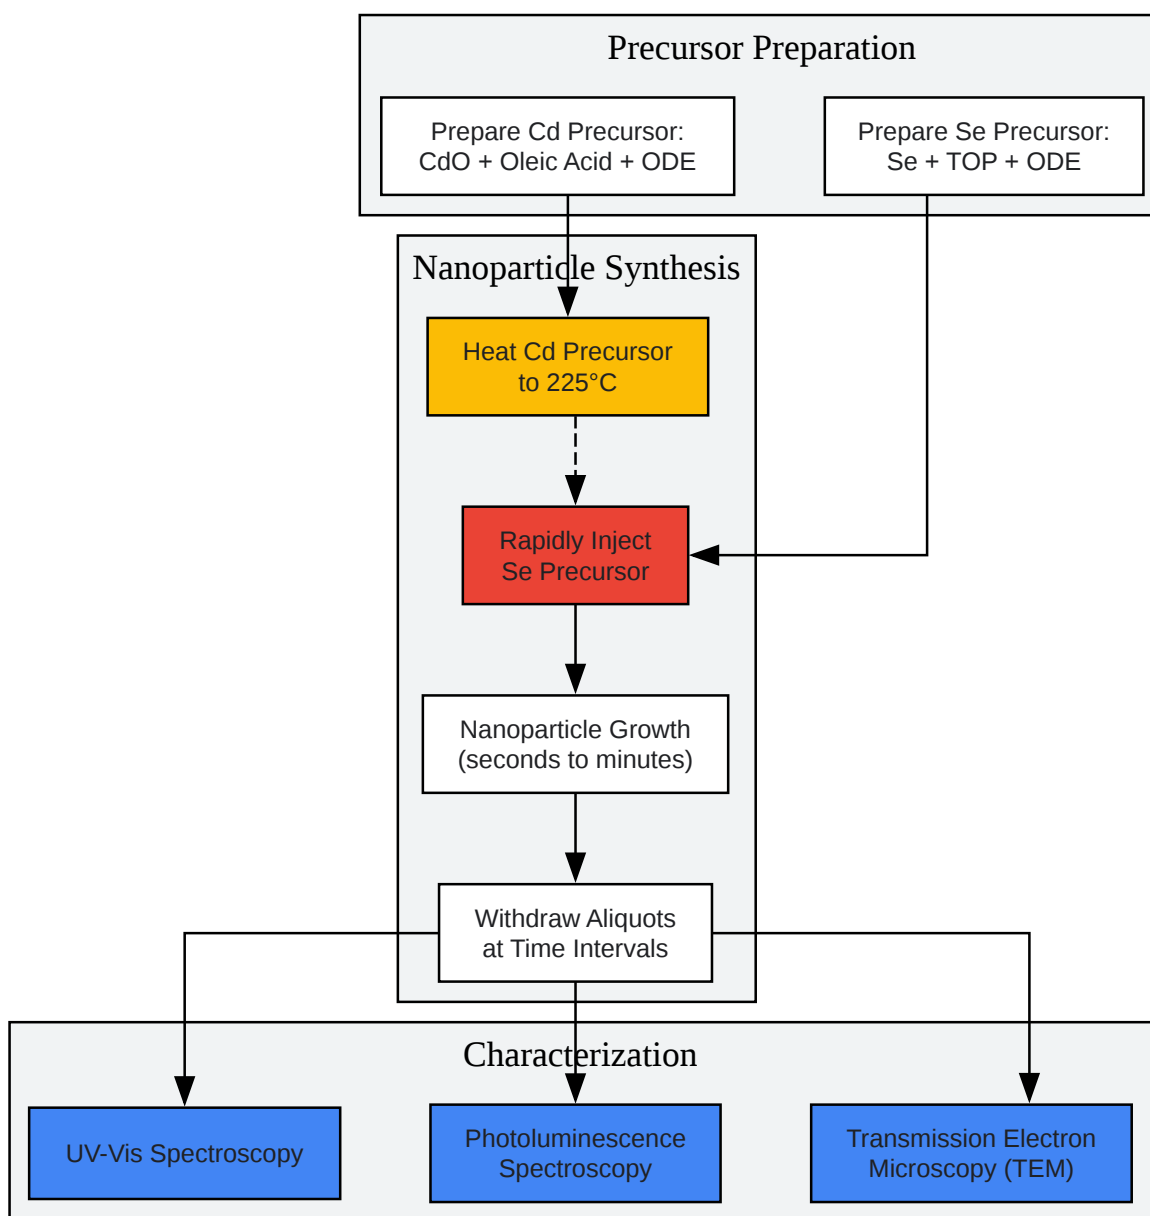 Precursor Preparation
Prepare Cd Precursor:
CdO + Oleic Acid + ODE
Prepare Se Precursor:
Se + TOP + ODE
Nanoparticle Synthesis
Heat Cd Precursor
to 225°C
Rapidly Inject
Se Precursor
Nanoparticle Growth
(seconds to minutes)
Withdraw Aliquots
at Time Intervals
Characterization
UV-Vis Spectroscopy
Photoluminescence
Spectroscopy
Transmission Electron
Microscopy (TEM)